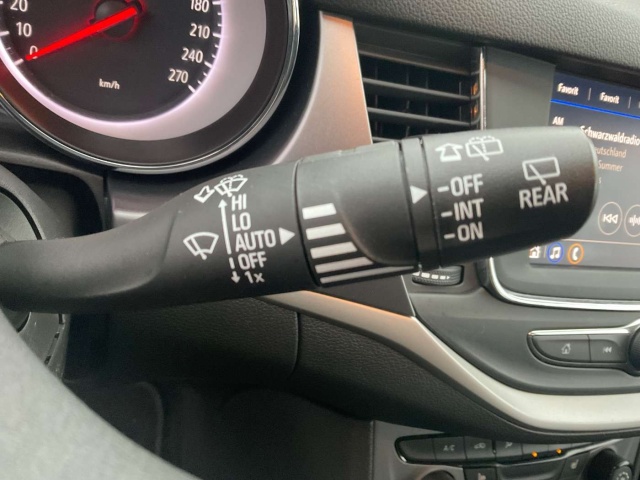 20
10
0
180
210
240
270
km/h
HI
LO
AUTO
OFF
1x
OFF
INT
ON
REAR
Favorit
Favorit
AM
Schwarzwaldradio
Summer